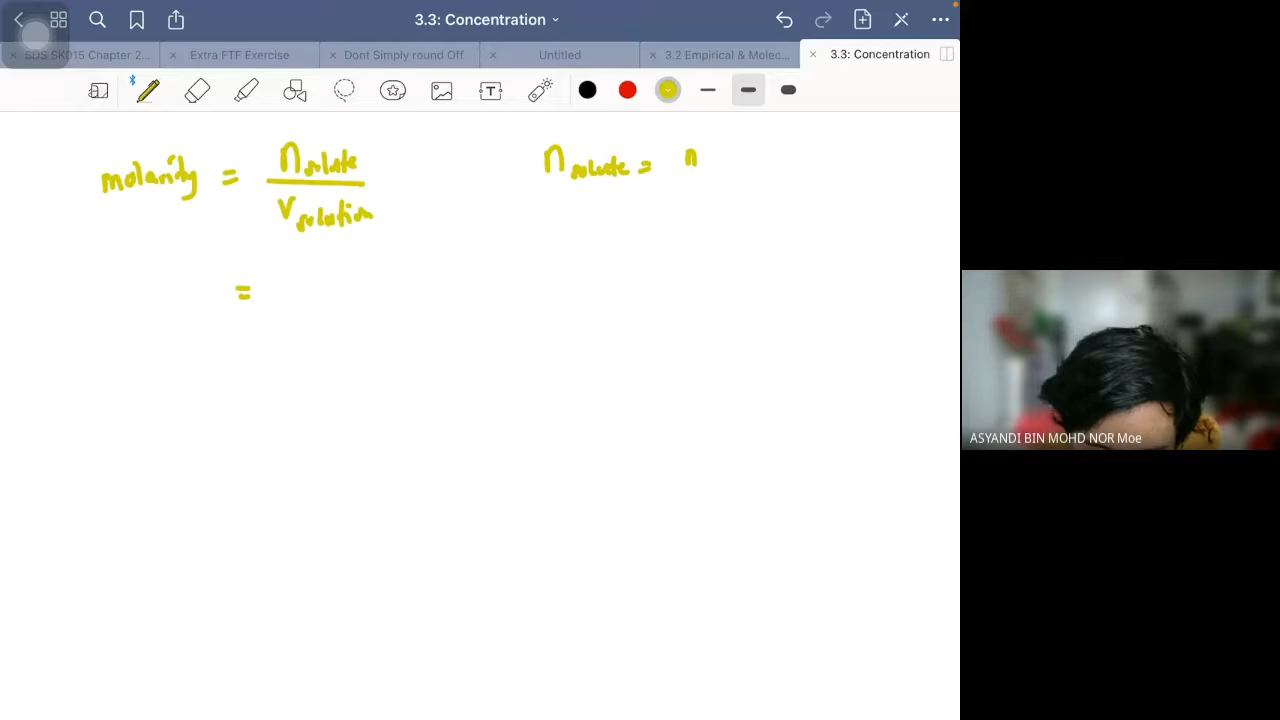 3.3: Concentration
SDS SK015 Chapter 2...
Extra FTF Exercise
Dont Simply round Off
Untitled
3.2 Empirical & Molec...
3.3: Concentration
T
molarity = n solute / V solution
n solute = n
=
ASYANDI BIN MOHD NOR Moe